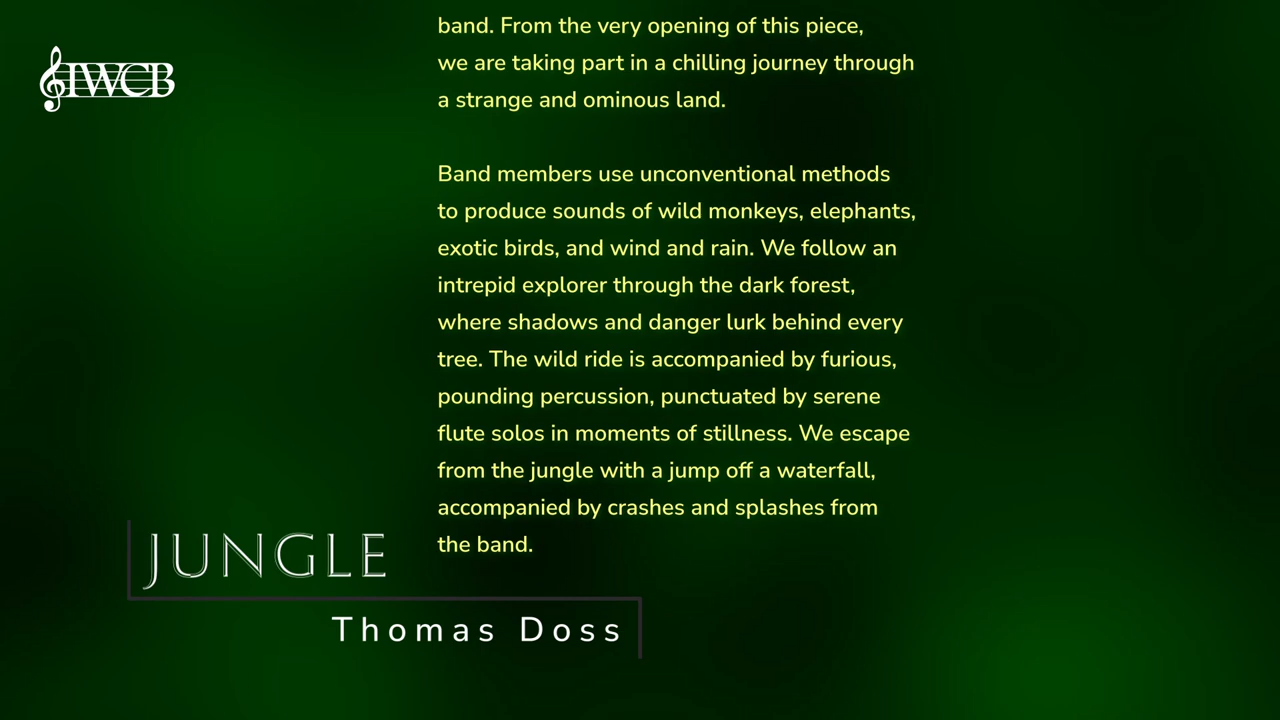 band. From the very opening of this piece,
we are taking part in a chilling journey through
a strange and ominous land.
IWCB
Band members use unconventional methods
to produce sounds of wild monkeys, elephants,
exotic birds, and wind and rain. We follow an
intrepid explorer through the dark forest,
where shadows and danger lurk behind every
tree. The wild ride is accompanied by furious,
pounding percussion, punctuated by serene
flute solos in moments of stillness. We escape
from the jungle with a jump off a waterfall,
accompanied by crashes and splashes from
the band.
JUNGLE
Thomas Doss